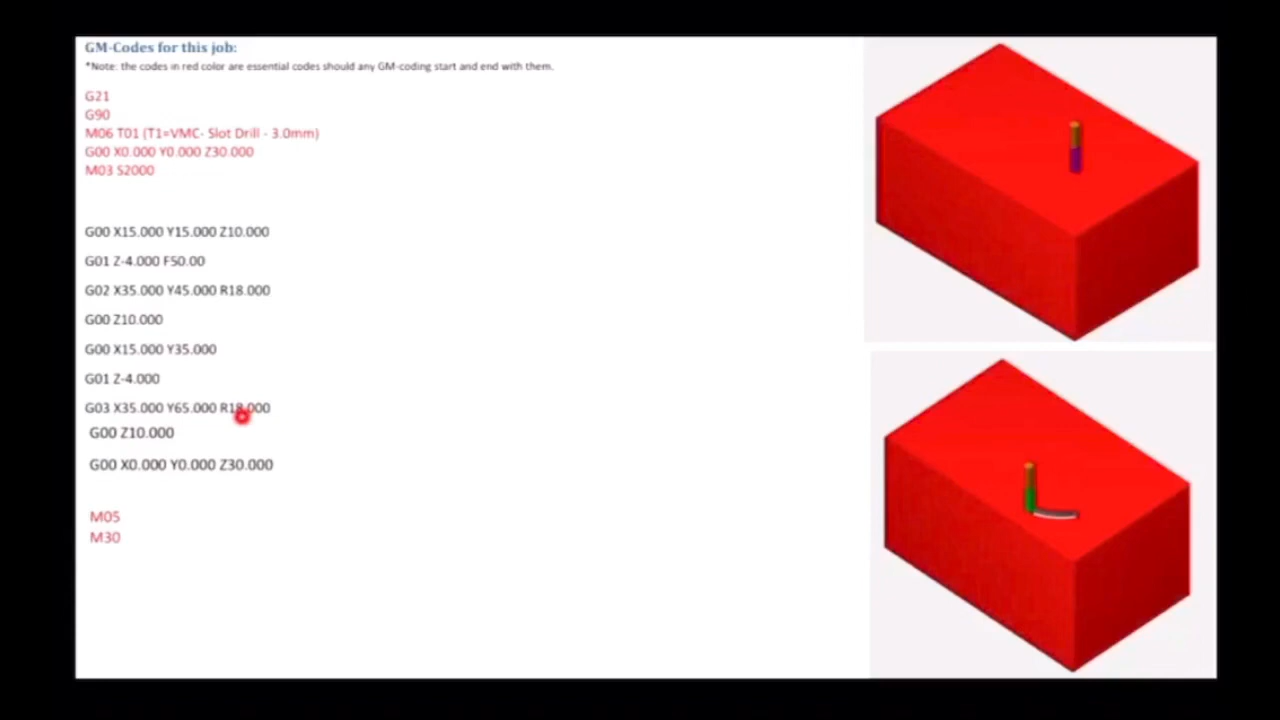 GM-Codes for this job:
*Note: the codes in red color are essential codes should any GM-coding start and end with them.
G21
G90
M06 T01 (T1=VMC- Slot Drill - 3.0mm)
G00 X0.000 Y0.000 Z30.000
M03 S2000
G00 X15.000 Y15.000 Z10.000
G01 Z-4.000 F50.00
G02 X35.000 Y45.000 R18.000
G00 Z10.000
G00 X15.000 Y35.000
G01 Z-4.000
G03 X35.000 Y65.000 R18.000
G00 Z10.000
G00 X0.000 Y0.000 Z30.000
M05
M30